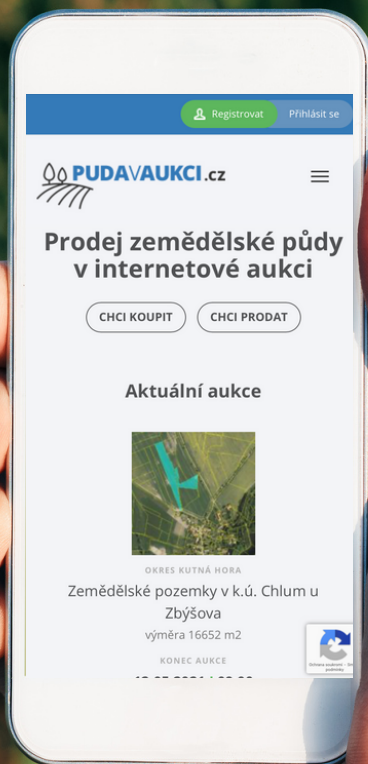 Registrovat Přihlásit se
PUDAVAUKCI.cz
Prodej zemědělské půdy
v internetové aukci
CHCI KOUPIT CHCI PRODAT
Aktuální aukce
OKRES KUTNÁ HORA
Zemědělské pozemky v k.ú. Chlum u
Zbýšova
výměra 16652 m2
KONEC AUKCE